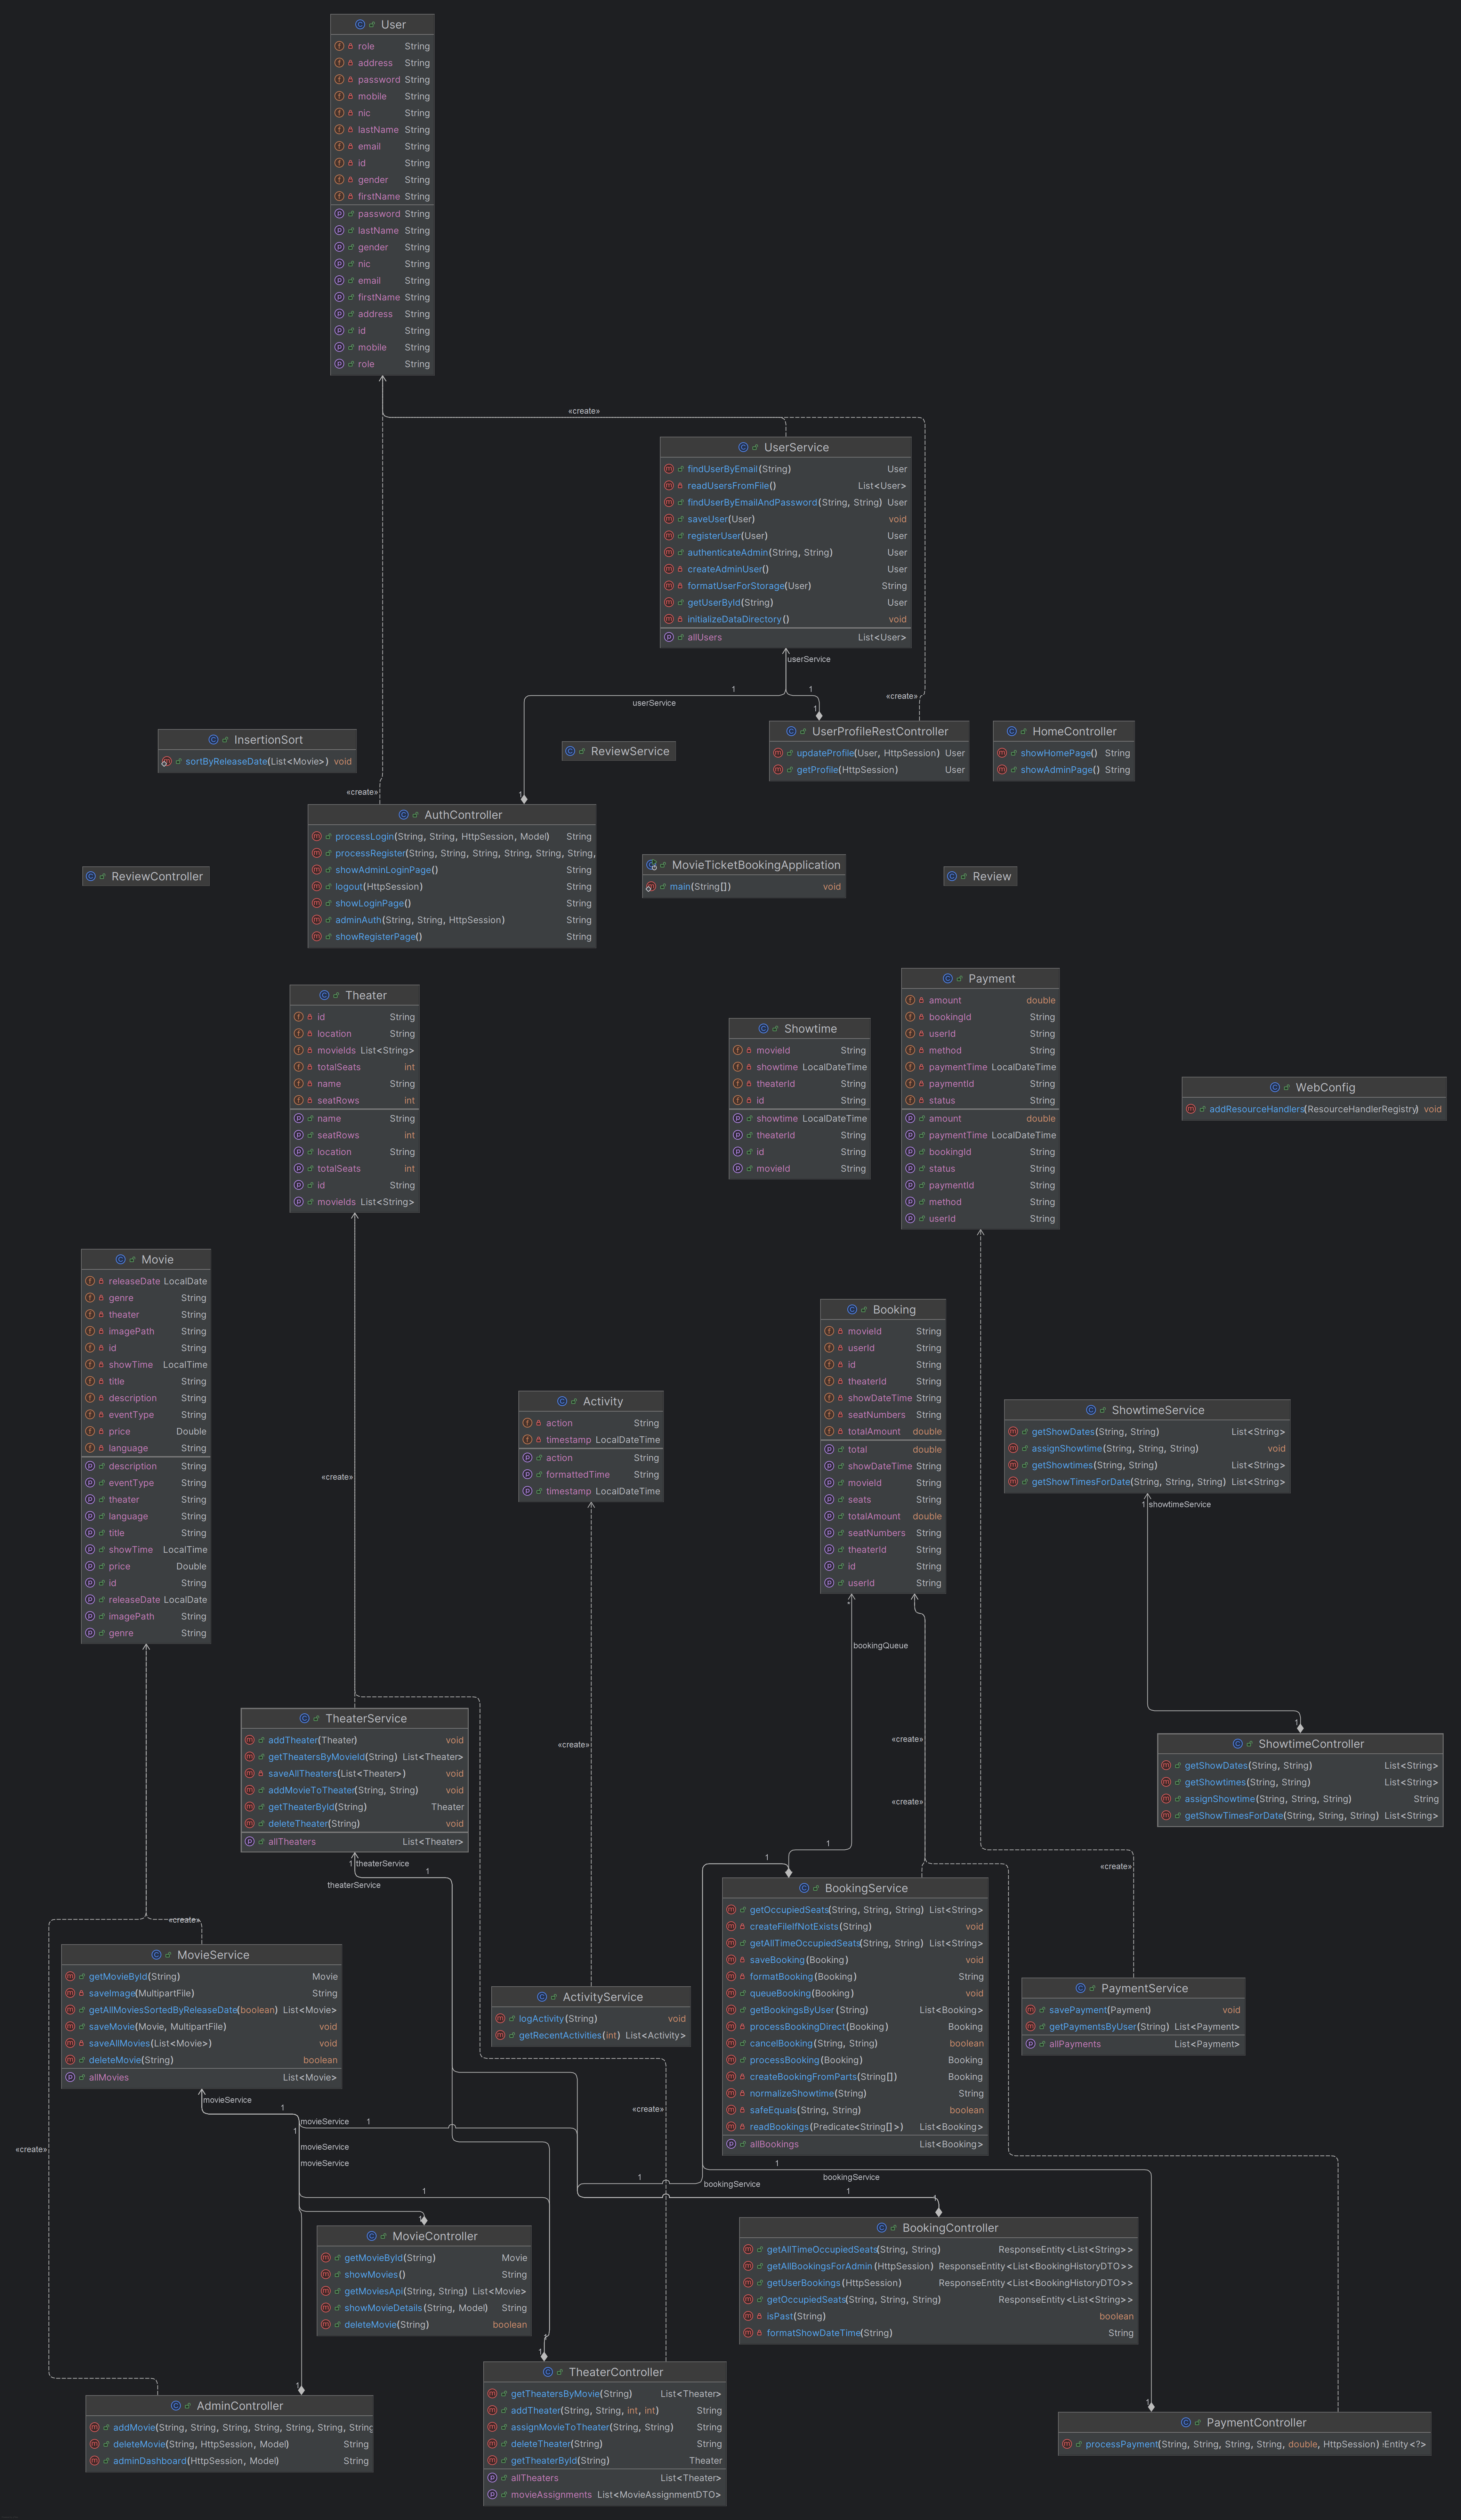 User
role String
address String
password String
mobile String
nic String
lastName String
email String
id String
gender String
firstName String
password String
lastName String
gender String
nic String
email String
firstName String
address String
id String
mobile String
role String
«create»
UserService
findUserByEmail(String) User
readUsersFromFile() List<User>
findUserByEmailAndPassword(String, String) User
saveUser(User) void
registerUser(User) User
authenticateAdmin(String, String) User
createAdminUser() User
formatUserForStorage(User) String
getUserById(String) User
initializeDataDirectory() void
allUsers List<User>
userService
1
1
userService
«create»
1
1
«create»
InsertionSort
sortByReleaseDate(List<Movie>) void
ReviewService
UserProfileRestController
updateProfile(User, HttpSession) User
getProfile(HttpSession) User
HomeController
showHomePage() String
showAdminPage() String
AuthController
processLogin(String, String, HttpSession, Model) String
processRegister(String, String, String, String, String, String,
showAdminLoginPage() String
logout(HttpSession) String
showLoginPage() String
adminAuth(String, String, HttpSession) String
showRegisterPage() String
ReviewController
MovieTicketBookingApplication
main(String[]) void
Review
Theater
id String
location String
movieIds List<String>
totalSeats int
name String
seatRows int
name String
seatRows int
location String
totalSeats int
id String
movieIds List<String>
Showtime
movieId String
showtime LocalDateTime
theaterId String
id String
showtime LocalDateTime
theaterId String
id String
movieId String
Payment
amount double
bookingId String
userId String
method String
paymentTime LocalDateTime
paymentId String
status String
amount double
paymentTime LocalDateTime
bookingId String
status String
paymentId String
method String
userId String
WebConfig
addResourceHandlers(ResourceHandlerRegistry) void
Movie
releaseDate LocalDate
genre String
theater String
imagePath String
id String
showTime LocalTime
title String
description String
eventType String
price Double
language String
description String
eventType String
theater String
language String
title String
showTime LocalTime
price Double
id String
releaseDate LocalDate
imagePath String
genre String
«create»
Activity
action String
timestamp LocalDateTime
action String
formattedTime String
timestamp LocalDateTime
Booking
movieId String
userId String
id String
theaterId String
showDateTime String
seatNumbers String
totalAmount double
total double
showDateTime String
movieId String
seats String
totalAmount double
seatNumbers String
theaterId String
id String
userId String
*
bookingQueue
ShowtimeService
getShowDates(String, String) List<String>
assignShowtime(String, String, String) void
getShowtimes(String, String) List<String>
getShowTimesForDate(String, String, String) List<String>
1 showtimeService
1
«create»
«create»
«create»
TheaterService
addTheater(Theater) void
getTheatersByMovieId(String) List<Theater>
saveAllTheaters(List<Theater>) void
addMovieToTheater(String, String) void
getTheaterById(String) Theater
deleteTheater(String) void
allTheaters List<Theater>
1 theaterService
1
theaterService
ShowtimeController
getShowDates(String, String) List<String>
getShowtimes(String, String) List<String>
assignShowtime(String, String, String) String
getShowTimesForDate(String, String, String) List<String>
1
1
«create»
«create»
BookingService
getOccupiedSeats(String, String, String) List<String>
createFileIfNotExists(String) void
getAllTimeOccupiedSeats(String, String) List<String>
saveBooking(Booking) void
formatBooking(Booking) String
queueBooking(Booking) void
getBookingsByUser(String) List<Booking>
processBookingDirect(Booking) Booking
cancelBooking(String, String) boolean
processBooking(Booking) Booking
createBookingFromParts(String[]) Booking
normalizeShowtime(String) String
safeEquals(String, String) boolean
readBookings(Predicate<String[]>) List<Booking>
allBookings List<Booking>
MovieService
getMovieById(String) Movie
saveImage(MultipartFile) String
getAllMoviesSortedByReleaseDate(boolean) List<Movie>
saveMovie(Movie, MultipartFile) void
saveAllMovies(List<Movie>) void
deleteMovie(String) boolean
allMovies List<Movie>
ActivityService
logActivity(String) void
getRecentActivities(int) List<Activity>
PaymentService
savePayment(Payment) void
getPaymentsByUser(String) List<Payment>
allPayments List<Payment>
movieService
1
movieService
1
1
movieService
movieService
«create»
«create»
1
1
bookingService
1
bookingService
1
1
1
1
MovieController
getMovieById(String) Movie
showMovies() String
getMoviesApi(String, String) List<Movie>
showMovieDetails(String, Model) String
deleteMovie(String) boolean
BookingController
getAllTimeOccupiedSeats(String, String) ResponseEntity<List<String>>
getAllBookingsForAdmin(HttpSession) ResponseEntity<List<BookingHistoryDTO>>
getUserBookings(HttpSession) ResponseEntity<List<BookingHistoryDTO>>
getOccupiedSeats(String, String, String) ResponseEntity<List<String>>
isPast(String) boolean
formatShowDateTime(String) String
1
1
TheaterController
getTheatersByMovie(String) List<Theater>
addTheater(String, String, int, int) String
assignMovieToTheater(String, String) String
deleteTheater(String) String
getTheaterById(String) Theater
allTheaters List<Theater>
movieAssignments List<MovieAssignmentDTO>
1
AdminController
addMovie(String, String, String, String, String, String, String
deleteMovie(String, HttpSession, Model) String
adminDashboard(HttpSession, Model) String
1
PaymentController
processPayment(String, String, String, String, double, HttpSession) Entity<?>